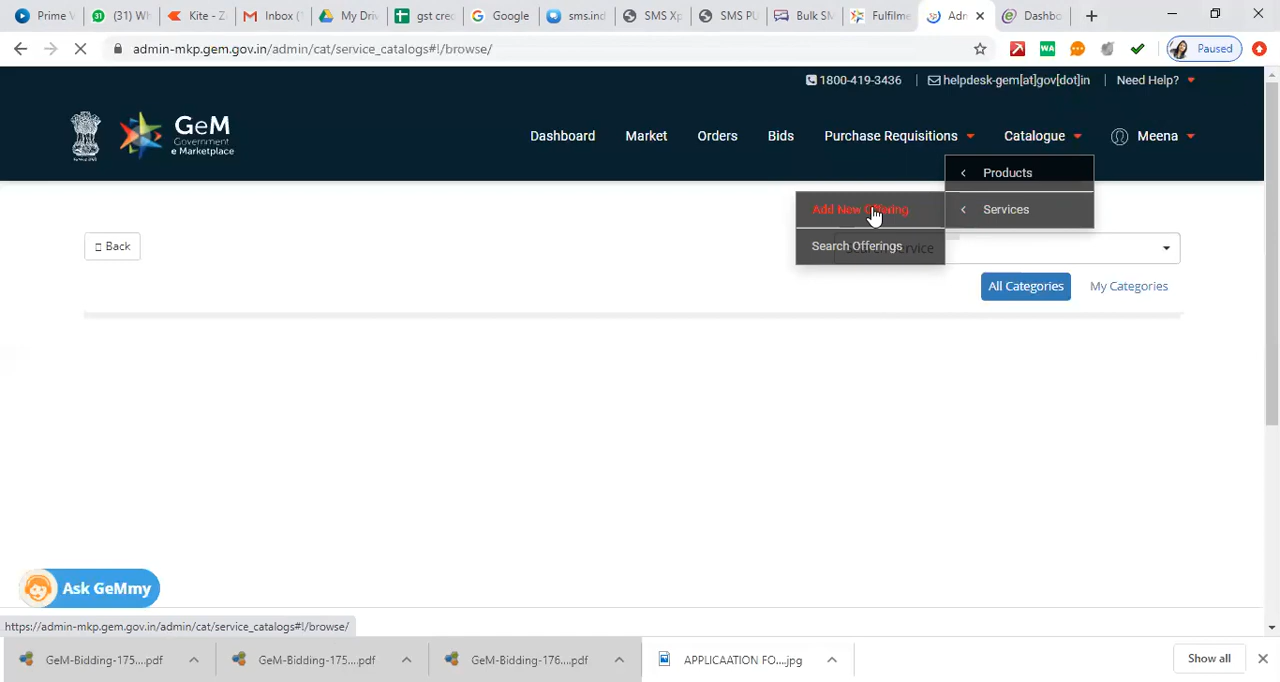 Prime V
(31) Wh
Kite - Z
Inbox (
My Dri
gst cre
Google
sms.ind
SMS Xp
SMS PU
Bulk SM
Fulfilme
Adn
Dashbo
admin-mkp.gem.gov.in/admin/cat/service_catalogs#!/browse/
WA
Paused
1800-419-3436 | helpdesk-gem[at]gov[dot]in | Need Help?
GeM
Government
e Marketplace
Dashboard
Market
Orders
Bids
Purchase Requisitions
Catalogue
Meena
Products
Add New Offering
Services
Back
Search Offerings
All Categories
My Categories
Ask GeMmy
https://admin-mkp.gem.gov.in/admin/cat/service_catalogs#!/browse/
GeM-Bidding-175....pdf
GeM-Bidding-175....pdf
GeM-Bidding-176....pdf
APPLICAATION FO....jpg
Show all